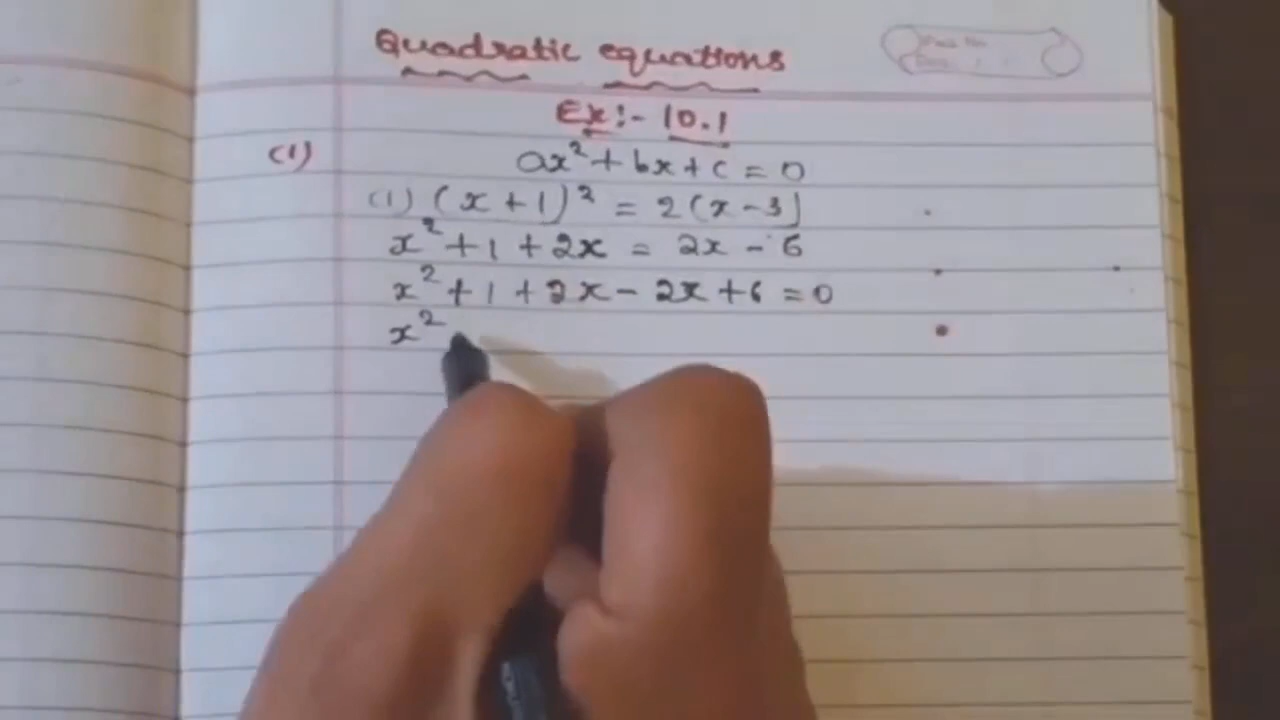 Quadratic equations
Ex:- 10.1
(1) ax² + bx + c = 0
(1) (x + 1)² = 2(x - 3)
x² + 1 + 2x = 2x - 6
x² + 1 + 2x - 2x + 6 = 0
x²